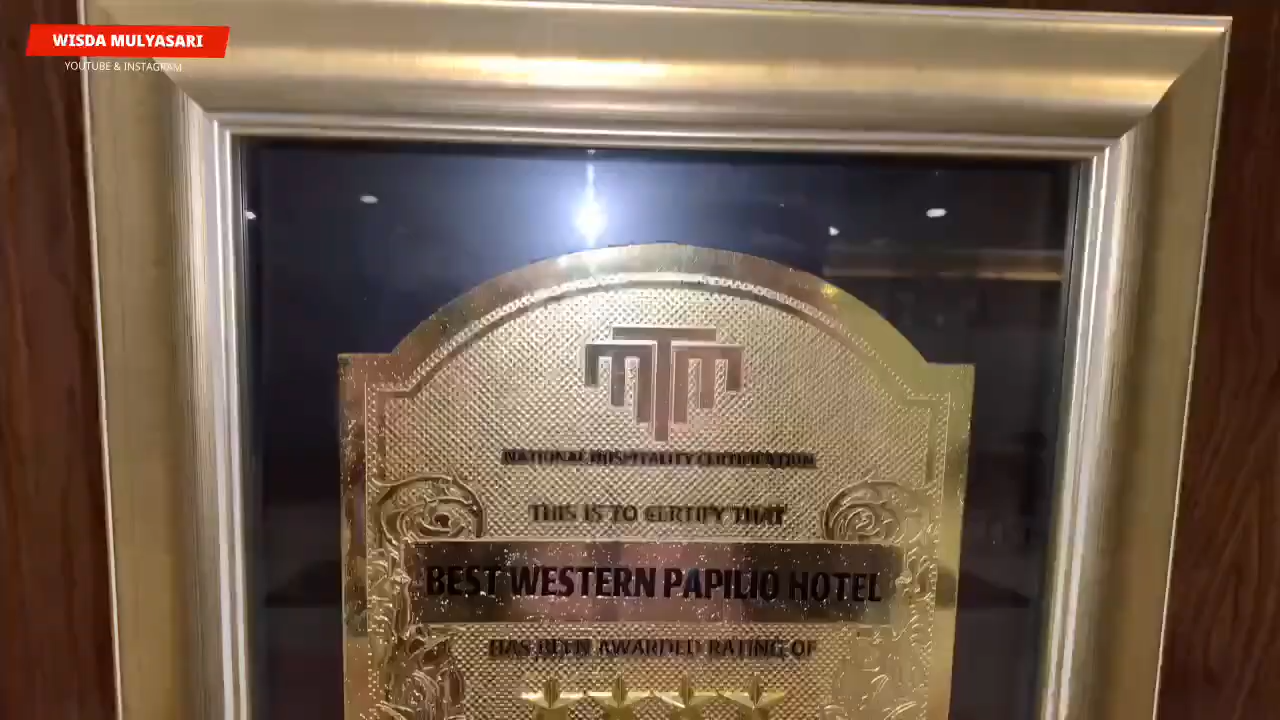 WISDA MULYASARI
YOUTUBE & INSTAGRAM
MTM
NATIONAL HOSPITALITY CERTIFICATION
THIS IS TO CERTIFY THAT
BEST WESTERN PAPILIO HOTEL
HAS BEEN AWARDED RATING OF